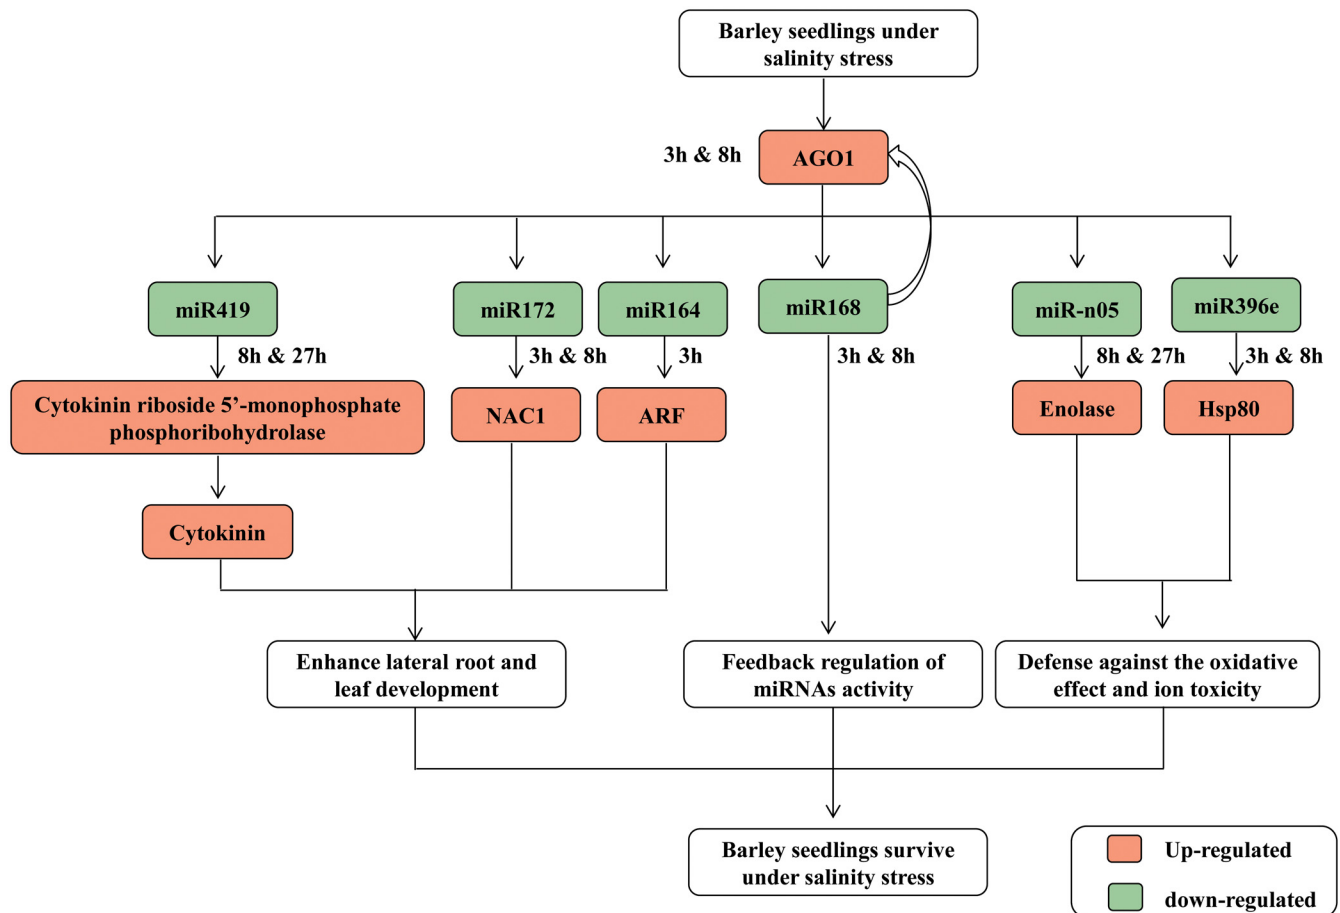 Barley seedlings under
salinity stress
3h & 8h
AGO1
miR419
miR172
miR164
miR168
miR-n05
miR396e
8h & 27h
3h & 8h
3h
3h & 8h
8h & 27h
3h & 8h
Cytokinin riboside 5’-monophosphate
phosphoribohydrolase
NAC1
ARF
Enolase
Hsp80
Cytokinin
Enhance lateral root and
leaf development
Feedback regulation of
miRNAs activity
Defense against the oxidative
effect and ion toxicity
Barley seedlings survive
under salinity stress
Up-regulated
down-regulated